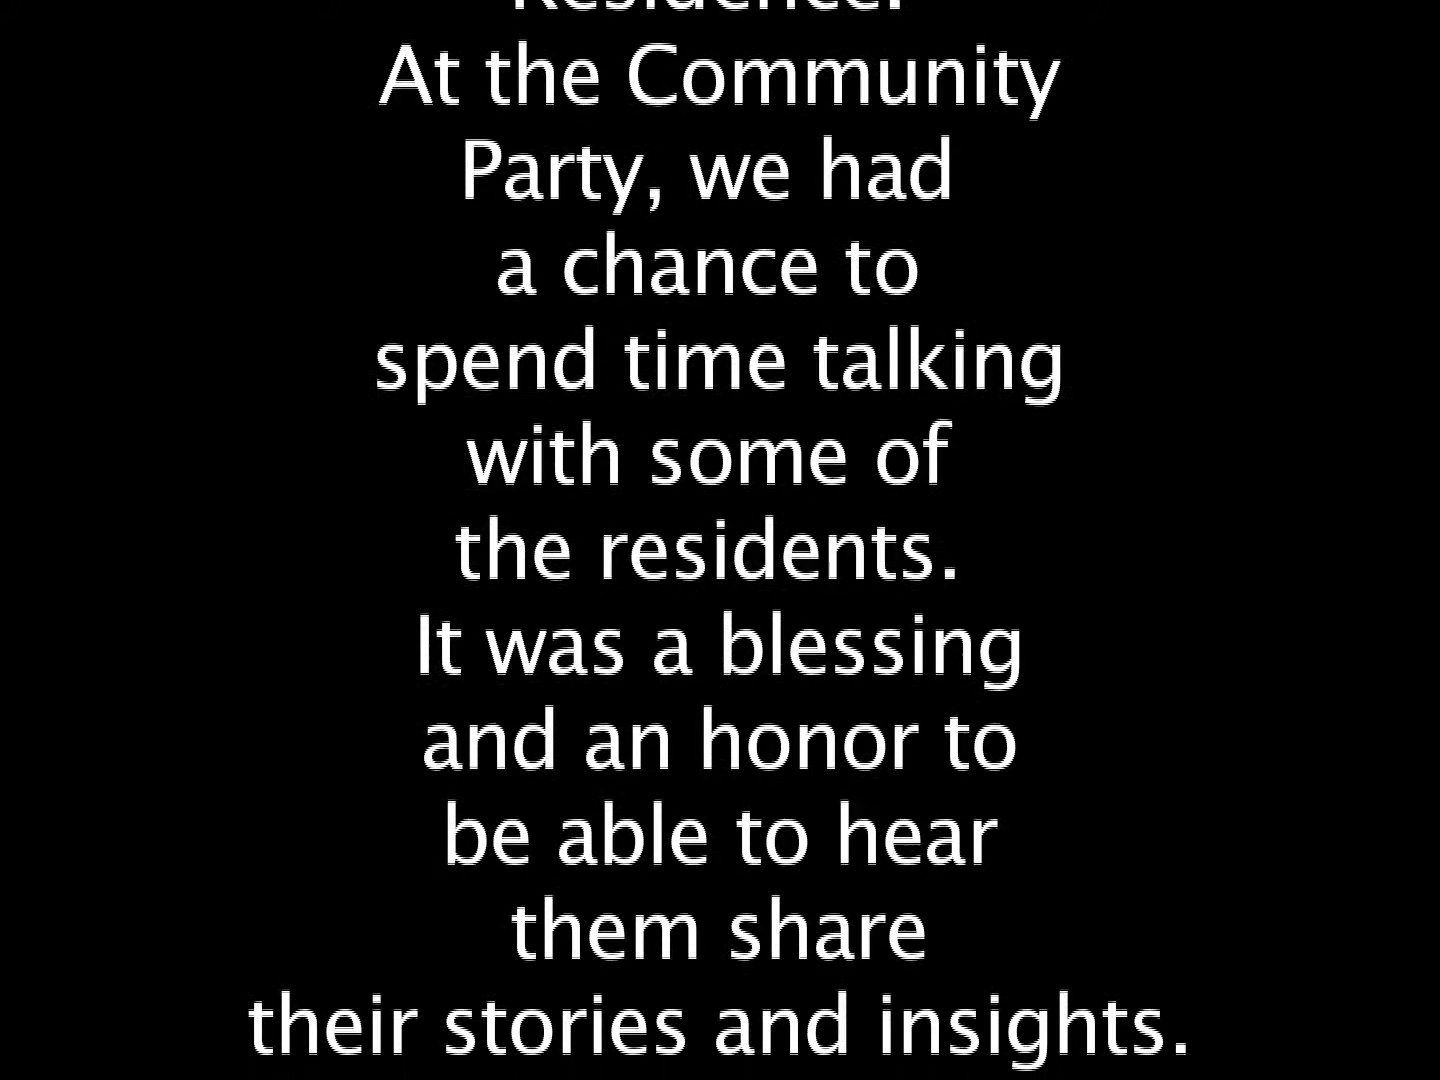 Residence.
At the Community
Party, we had
a chance to
spend time talking
with some of
the residents.
It was a blessing
and an honor to
be able to hear
them share
their stories and insights.